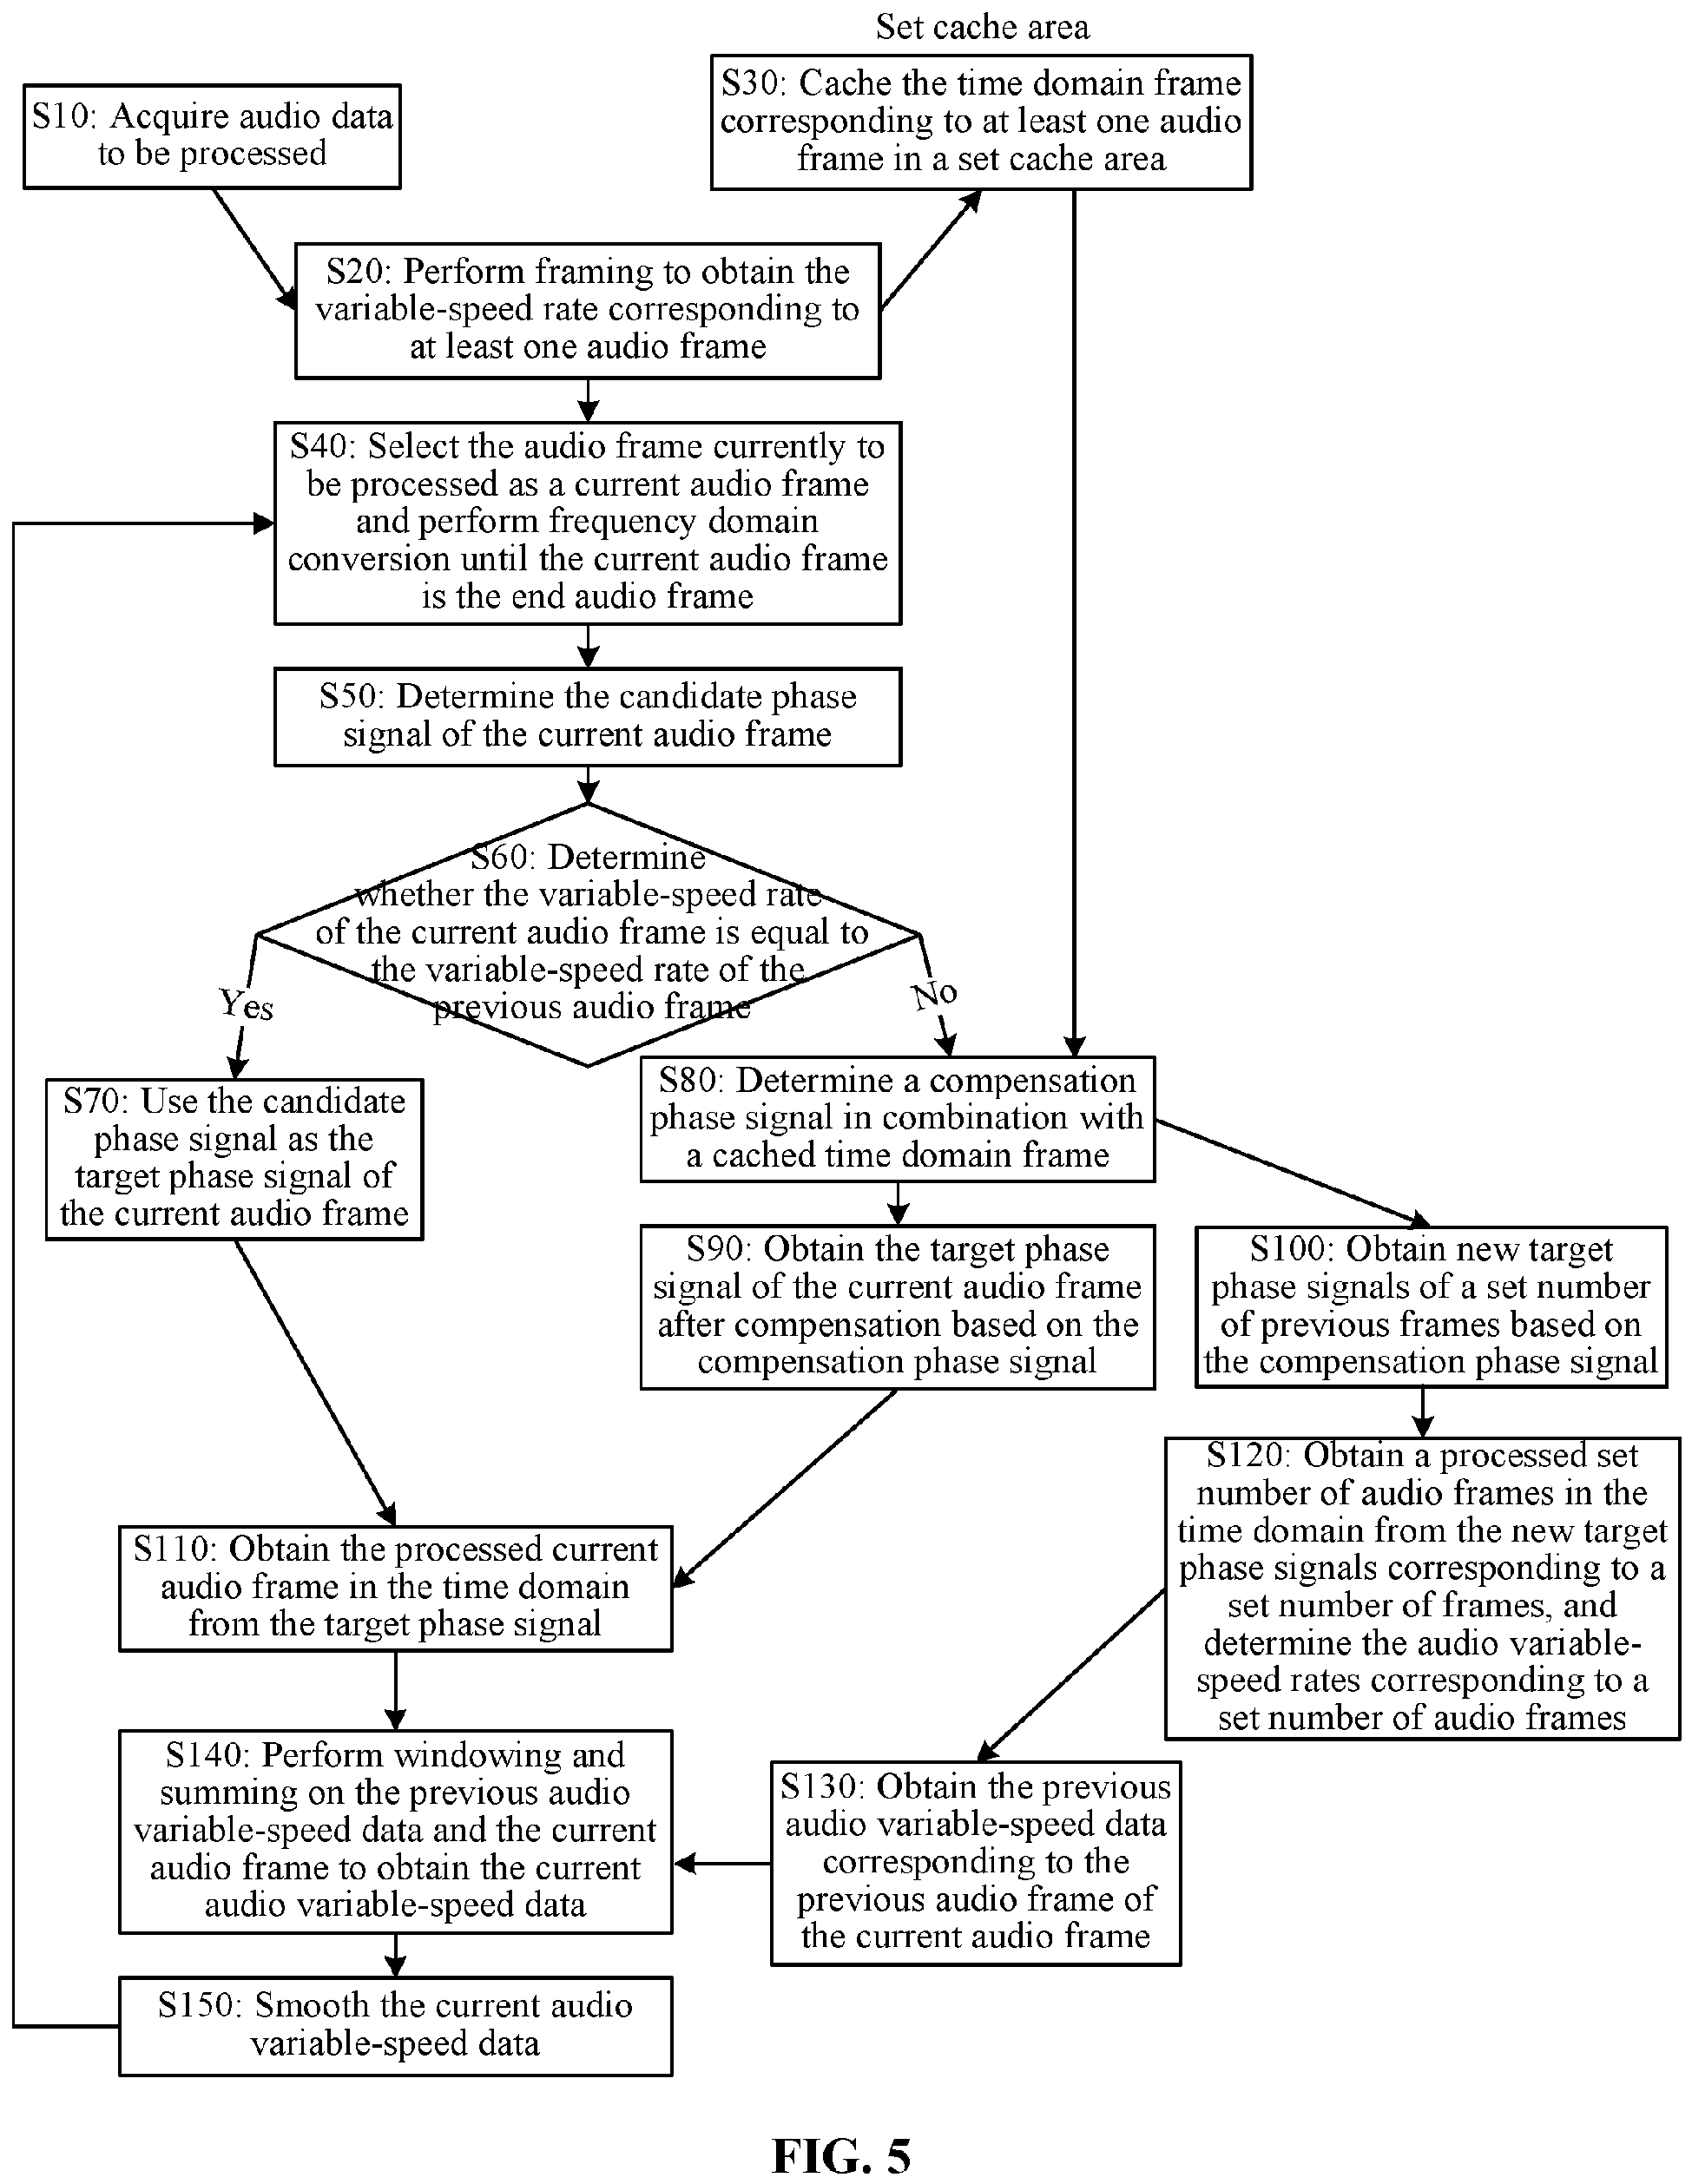 Set cache area
S10: Acquire audio data
to be processed
S30: Cache the time domain frame
corresponding to at least one audio
frame in a set cache area
S20: Perform framing to obtain the
variable-speed rate corresponding to
at least one audio frame
S40: Select the audio frame currently to
be processed as a current audio frame
and perform frequency domain
conversion until the current audio frame
is the end audio frame
S50: Determine the candidate phase
signal of the current audio frame
S60: Determine
whether the variable-speed rate
of the current audio frame is equal to
the variable-speed rate of the
previous audio frame
Yes
No
S70: Use the candidate
phase signal as the
target phase signal of
the current audio frame
S80: Determine a compensation
phase signal in combination with
a cached time domain frame
S90: Obtain the target phase
signal of the current audio frame
after compensation based on the
compensation phase signal
S100: Obtain new target
phase signals of a set number
of previous frames based on
the compensation phase signal
S110: Obtain the processed current
audio frame in the time domain
from the target phase signal
S120: Obtain a processed set
number of audio frames in the
time domain from the new target
phase signals corresponding to a
set number of frames, and
determine the audio variable-
speed rates corresponding to a
set number of audio frames
S140: Perform windowing and
summing on the previous audio
variable-speed data and the current
audio frame to obtain the current
audio variable-speed data
S130: Obtain the previous
audio variable-speed data
corresponding to the
previous audio frame of
the current audio frame
S150: Smooth the current audio
variable-speed data
FIG. 5